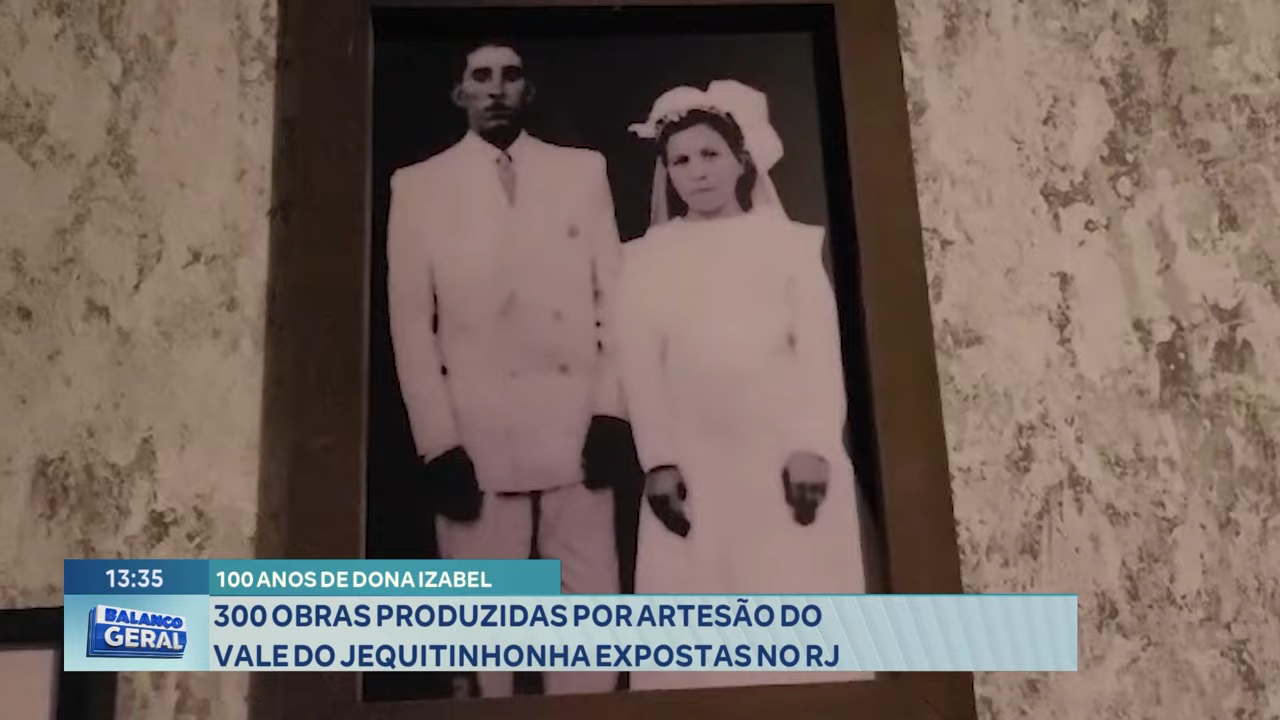 13:35
100 ANOS DE DONA IZABEL
BALANÇO
GERAL
300 OBRAS PRODUZIDAS POR ARTESÃO DO
VALE DO JEQUITINHONHA EXPOSTAS NO RJ